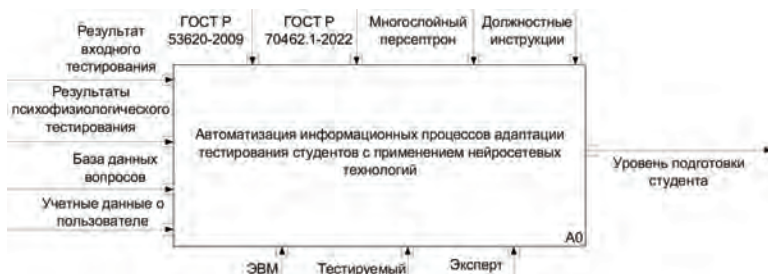 ГОСТ Р
53620-2009
ГОСТ Р
70462.1-2022
Многослойный
персептрон
Должностные
инструкции
Результат
входного
тестирования
Результаты
психофизиологического
тестирования
База данных
вопросов
Учетные данные о
пользователе
Автоматизация информационных процессов адаптации
тестирования студентов с применением нейросетевых
технологий
A0
Уровень подготовки
студента
ЭВМ
Тестируемый
Эксперт